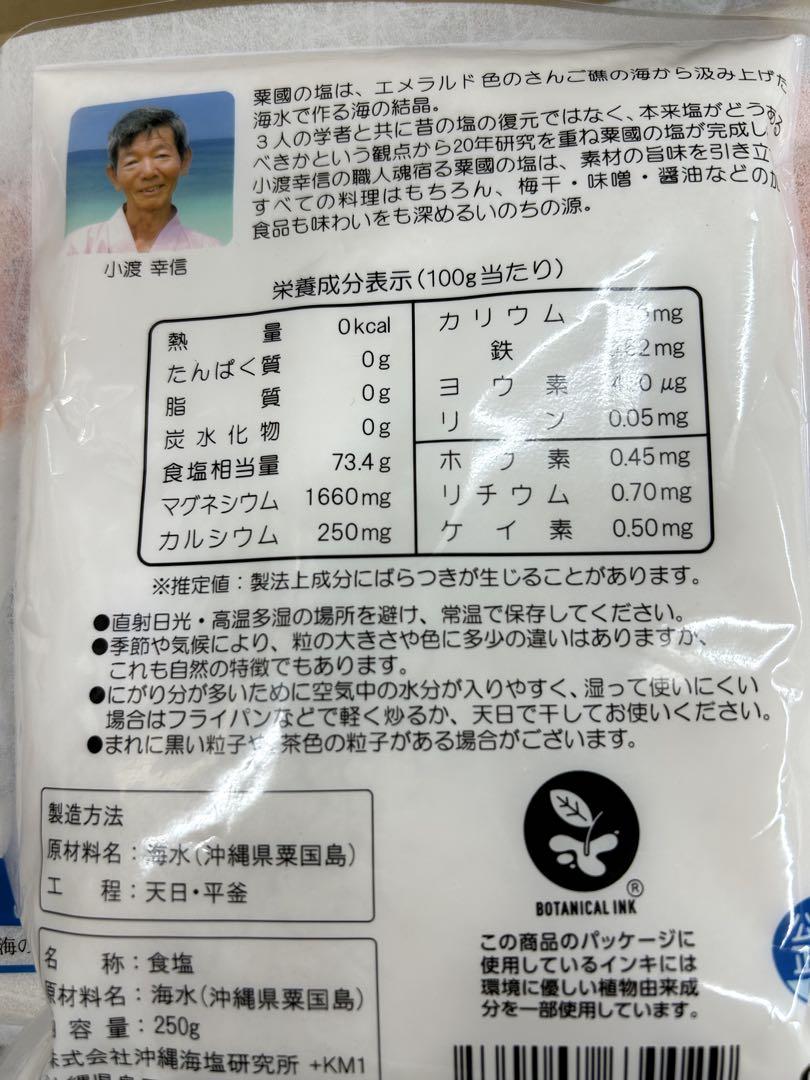 粟國の塩は、エメラルド色のさんご礁の海から汲み上げた
海水で作る海の結晶。
3人の学者と共に昔の塩の復元ではなく、本来塩がどうある
べきかという観点から20年研究を重ね粟國の塩が完成し
小渡幸信の職人魂宿る粟國の塩は、素材の旨味を引き立
すべての料理はもちろん、梅干・味噌・醤油などの
食品も味わいをも深めるいのちの源。
小渡 幸信
栄養成分表示(100g当たり)
熱量 0kcal
たんぱく質 0g
脂質 0g
炭水化物 0g
食塩相当量 73.4g
マグネシウム 1660mg
カルシウム 250mg
カリウム mg
鉄 mg
ヨウ素 μg
リン 0.05mg
ホウ素 0.45mg
リチウム 0.70mg
ケイ素 0.50mg
※推定値:製法上成分にばらつきが生じることがあります。
●直射日光・高温多湿の場所を避け、常温で保存してください。
●季節や気候により、粒の大きさや色に多少の違いはありますが、
これも自然の特徴でもあります。
●にがり分が多いために空気中の水分が入りやすく、湿って使いにくい
場合はフライパンなどで軽く炒るか、天日で干してお使いください。
●まれに黒い粒子や、茶色の粒子がある場合がございます。
製造方法
原材料名:海水(沖縄県粟国島)
工程:天日・平釜
名称:食塩
原材料名:海水(沖縄県粟国島)
容量:250g
株式会社沖縄海塩研究所 +KM1
BOTANICAL INK
®
この商品のパッケージに
使用しているインキには
環境に優しい植物由来成
分を一部使用しています。
海の
公正